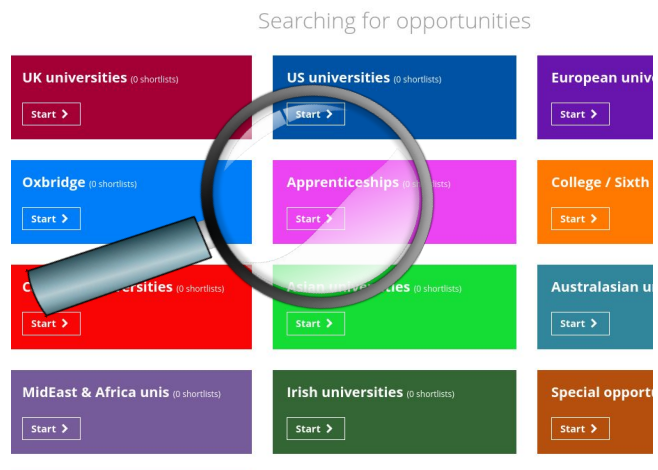 Searching for opportunities
UK universities (0 shortlists)
Start
US universities (0 shortlists)
Start
European
Start
Oxbridge (0 shortlists)
Start
Apprenticeships
Start
College / Sixth
Start
(0 shortlists)
Start
Asian universities (0 shortlists)
Start
Australasian
Start
MidEast & Africa unis (0 shortlists)
Start
Irish universities (0 shortlists)
Start
Special
Start